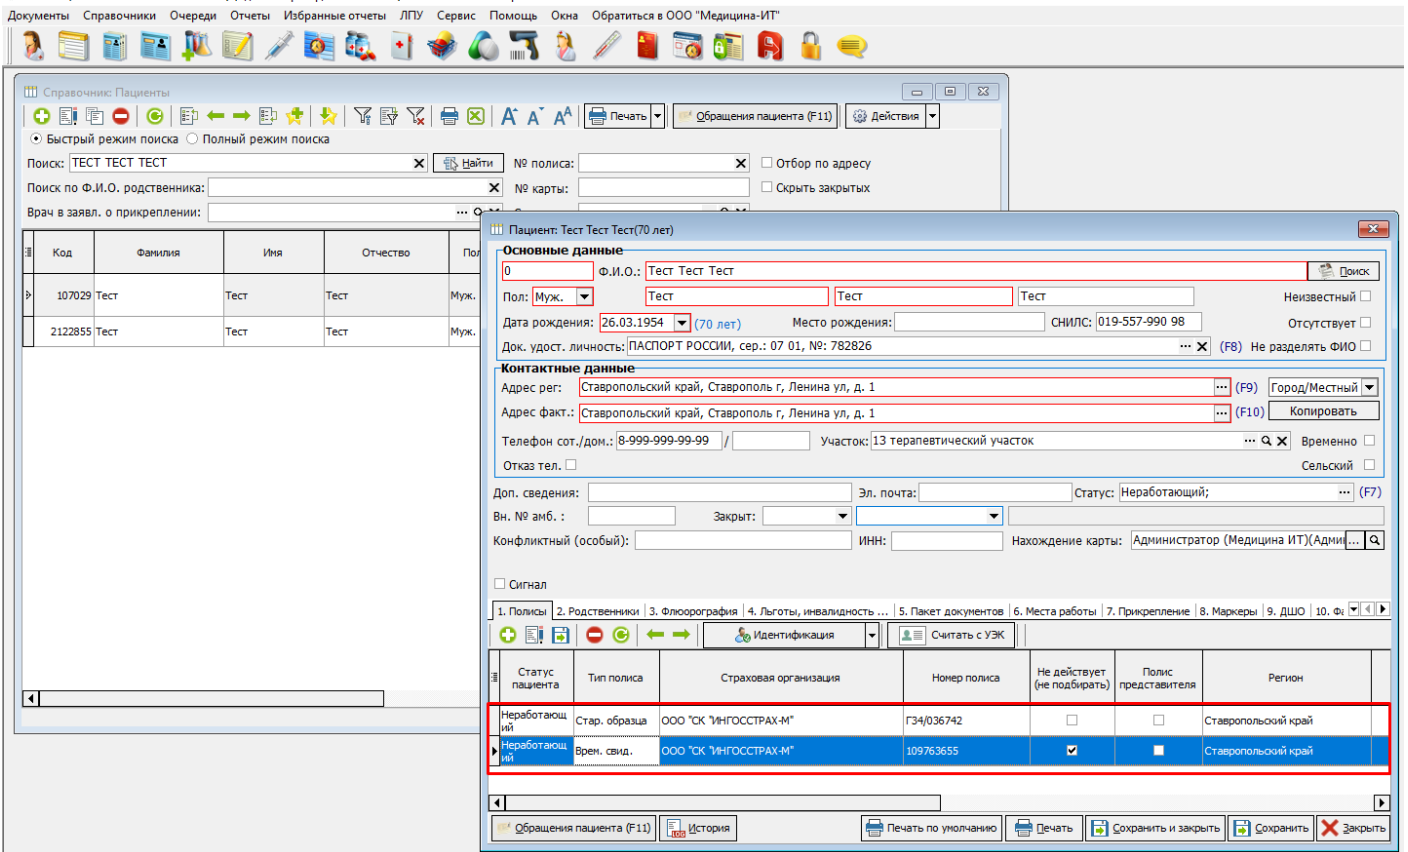 Документы Справочники Очереди Отчеты Избранные отчеты ЛПУ Сервис Помощь Окна Обратиться в ООО "Медицина-ИТ"
Справочник: Пациенты
Печать Обращения пациента (F11) Действия
Быстрый режим поиска Полный режим поиска
Поиск: ТЕСТ ТЕСТ ТЕСТ Найти № полиса: Отбор по адресу
Поиск по Ф.И.О. родственника: № карты: Скрыть закрытых
Врач в заявл. о прикреплении:
Код Фамилия Имя Отчество Пол
107029 Тест Тест Тест Муж.
2122855 Тест Тест Тест Муж.
Пациент: Тест Тест Тест(70 лет)
Основные данные
0 Ф.И.О.: Тест Тест Тест Поиск
Пол: Муж. Тест Тест Тест Неизвестный
Дата рождения: 26.03.1954 (70 лет) Место рождения: СНИЛС: 019-557-990 98 Отсутствует
Док. удост. личность: ПАСПОРТ РОССИИ, сер.: 07 01, №: 782826 ... (F8) Не разделять ФИО
Контактные данные
Адрес рег: Ставропольский край, Ставрополь г, Ленина ул, д. 1 ... (F9) Город/Местный
Адрес факт.: Ставропольский край, Ставрополь г, Ленина ул, д. 1 ... (F10) Копировать
Телефон сот./дом.: 8-999-999-99-99 / Участок: 13 терапевтический участок ... Временно
Отказ тел. Сельский
Доп. сведения: Эл. почта: Статус: Неработающий; ... (F7)
Вн. № амб. : Закрыт:
Конфликтный (особый): ИНН: Нахождение карты: Администратор (Медицина ИТ)(Админ ...
Сигнал
1. Полисы 2. Родственники 3. Флюорография 4. Льготы, инвалидность ... 5. Пакет документов 6. Места работы 7. Прикрепление 8. Маркеры 9. ДШО 10.
Идентификация Считать с УЭК
Статус пациента Тип полиса Страховая организация Номер полиса Не действует (не подбирать) Полис представителя Регион
Неработающий Стар. образца ООО "СК "ИНГОССТРАХ-М" Г34/036742 Ставропольский край
Неработающий Врем. свид. ООО "СК "ИНГОССТРАХ-М" 109763655 Ставропольский край
Обращения пациента (F11) История Печать по умолчанию Печать Сохранить и закрыть Сохранить Закрыть